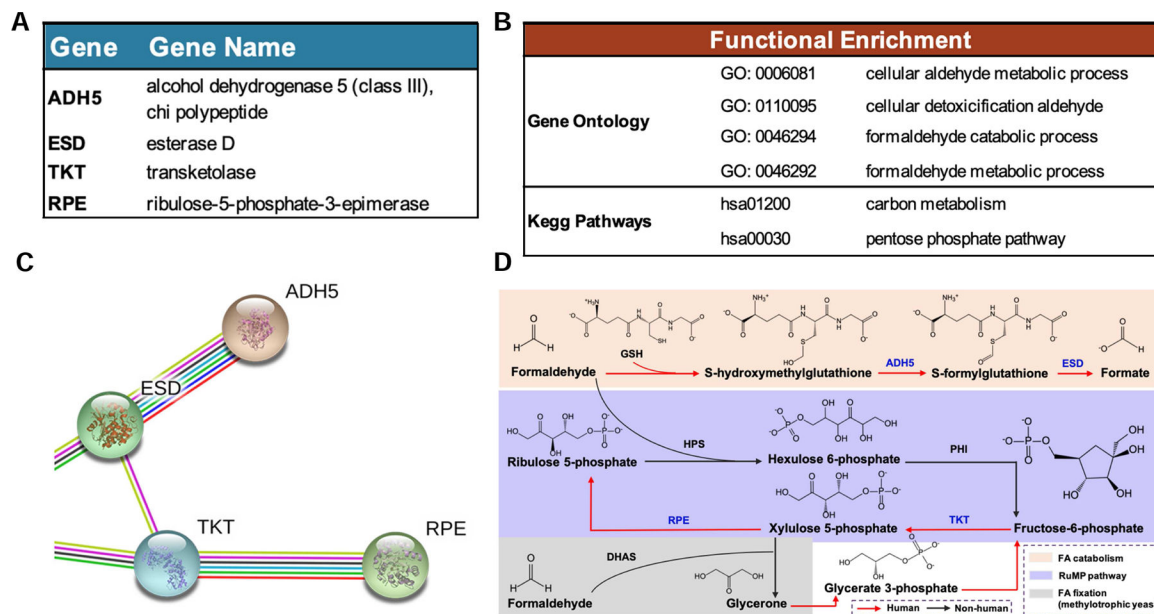 A
Gene Gene Name
ADH5 alcohol dehydrogenase 5 (class III),
chi polypeptide
ESD esterase D
TKT transketolase
RPE ribulose-5-phosphate-3-epimerase
B
Functional Enrichment
Gene Ontology
GO: 0006081 cellular aldehyde metabolic process
GO: 0110095 cellular detoxicification aldehyde
GO: 0046294 formaldehyde catabolic process
GO: 0046292 formaldehyde metabolic process
Kegg Pathways
hsa01200 carbon metabolism
hsa00030 pentose phosphate pathway
C
ADH5
ESD
TKT
RPE
D
GSH
Formaldehyde
S-hydroxymethylglutathione
ADH5
S-formylglutathione
ESD
Formate
Ribulose 5-phosphate
HPS
Hexulose 6-phosphate
PHI
RPE
Xylulose 5-phosphate
TKT
Fructose-6-phosphate
Formaldehyde
DHAS
Glycerone
Glycerate 3-phosphate
Human Non-human
FA catabolism
RuMP pathway
FA fixation
(methylotrophic yeas